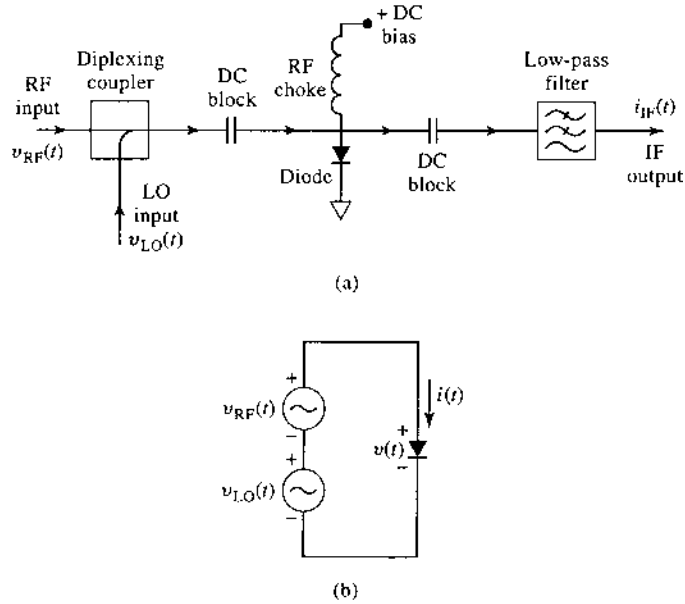 + DC
bias
Diplexing
coupler
RF
choke
Low-pass
filter
RF
input
DC
block
i_IF(t)
v_RF(t)
Diode
DC
block
IF
output
LO
input
v_LO(t)
(a)
+
v_RF(t)
−
i(t)
+
v(t)
−
+
v_LO(t)
−
(b)